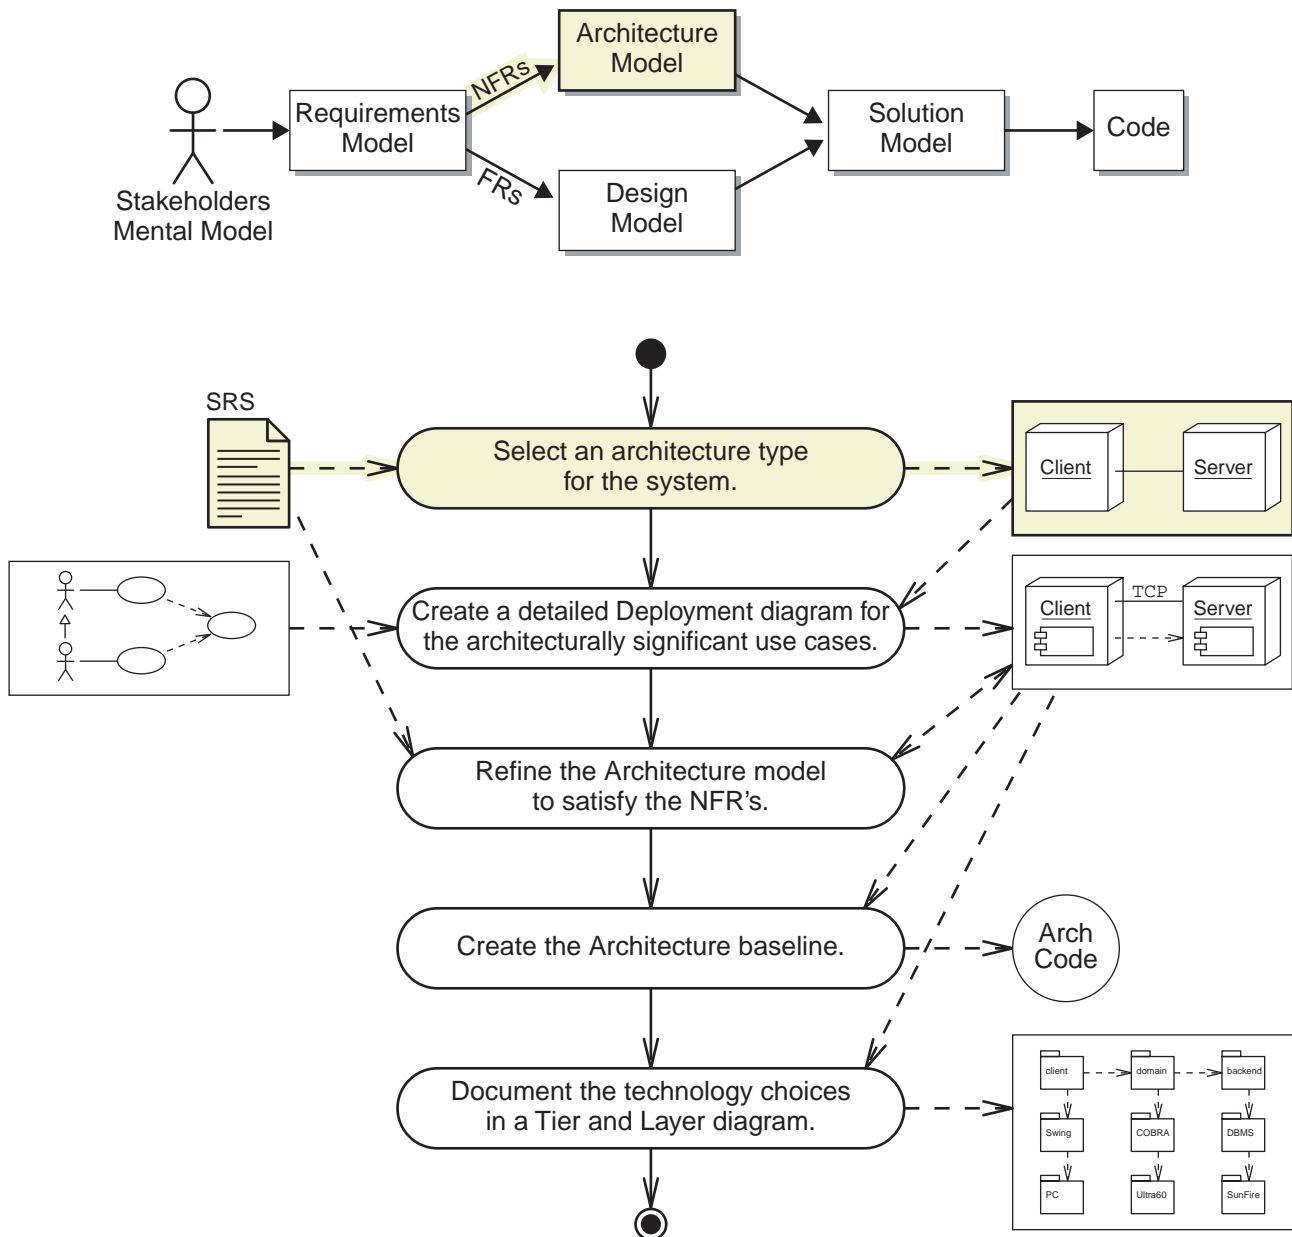 Architecture
Model
NFRs
Requirements
Model
Solution
Model
Code
FRs
Design
Model
Stakeholders
Mental Model
SRS
Select an architecture type
for the system.
Client
Server
Create a detailed Deployment diagram for
the architecturally significant use cases.
TCP
Client
Server
Refine the Architecture model
to satisfy the NFR’s.
Create the Architecture baseline.
Arch
Code
Document the technology choices
in a Tier and Layer diagram.
client
domain
backend
Swing
COBRA
DBMS
PC
Ultra60
SunFire